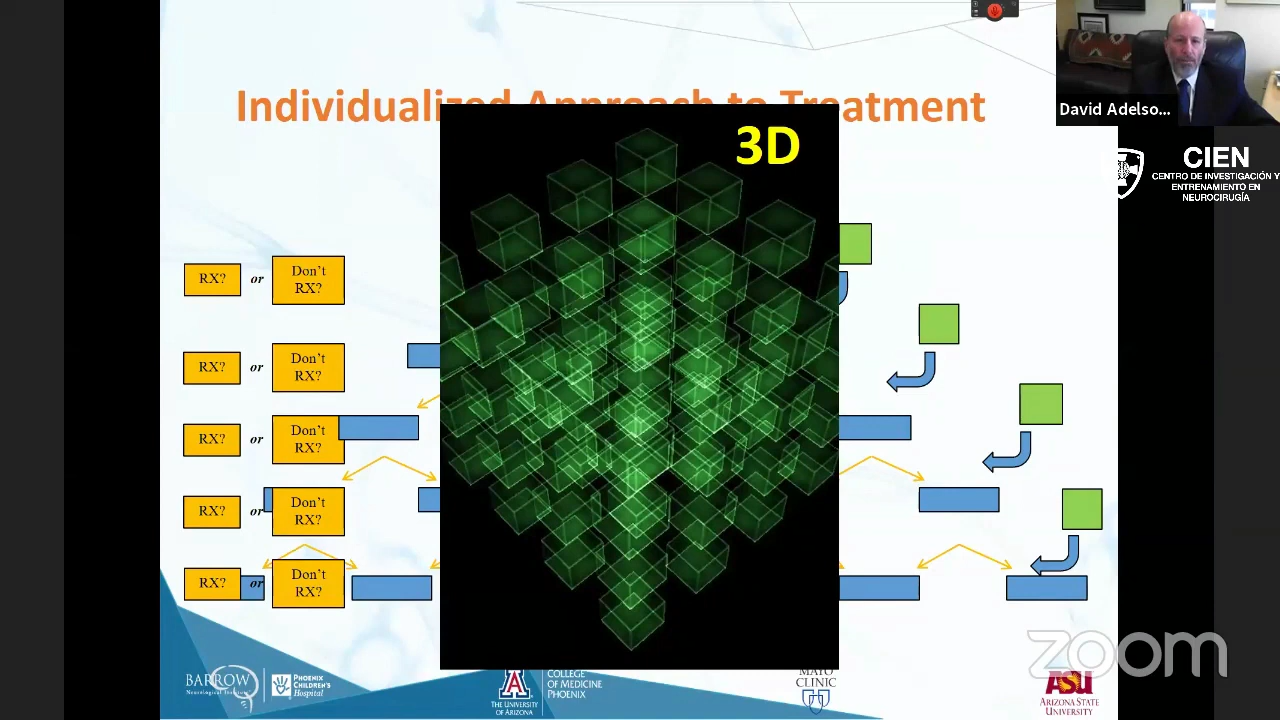 Individualized Approach to Treatment
3D
David Adelso...
CIEN
CENTRO DE INVESTIGACIÓN Y
ENTRENAMIENTO EN
NEUROCIRUGÍA
RX? or Don't
RX?
RX? or Don't
RX?
RX? or Don't
RX?
RX? or Don't
RX?
RX? or Don't
RX?
BARROW
Neurological Institute
PHOENIX
CHILDREN'S
Hospital
THE UNIVERSITY
OF ARIZONA
COLLEGE
OF MEDICINE
PHOENIX
MAYO
CLINIC
zoom
ASU
ARIZONA STATE
UNIVERSITY